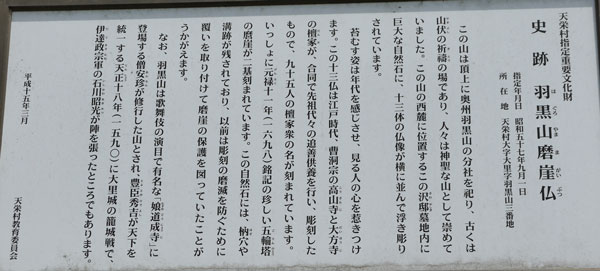 天栄村指定重要文化財
史跡 羽黒山磨崖仏
はぐろやままがいぶつ
指定年月日 昭和五十七年九月一日
所在地 天栄村大字大里字羽黒山三番地
この山は頂上に奥州羽黒山の分社を祀り、古くは
山伏の祈禱の場であり、人々は神聖な山として崇めて
いました。この山の西麓に位置するこの沢邸墓地内に
巨大な自然石に、十三体の仏像が横に並んで浮き彫り
されています。
苔むす姿は年代を感じさせ、見る人の心を惹きつけ
ます。この十三仏は江戸時代、曹洞宗の高山寺と大方寺
の檀家が、合同で先祖代々の追善供養を行い、彫刻した
もので、九十五人の檀家衆の名が刻まれています。
いっしょに元禄十一年(一六九八)銘記の珍しい五輪塔
の磨崖が二基刻まれています。この自然石には、枘穴や
溝跡が残されており、以前は彫刻の磨滅を防ぐために
覆いを取り付けて磨崖の保護を図っていたことが
うかがえます。
なお、羽黒山は歌舞伎の演目で有名な「娘道成寺」に
登場する僧安珍が修行した山とされ、豊臣秀吉が天下を
統一する天正十八年(一五九〇)に大里城の籠城戦で、
伊達政宗軍の石川昭光が陣を張ったところでもあります。
平成十五年三月
天栄村教育委員会